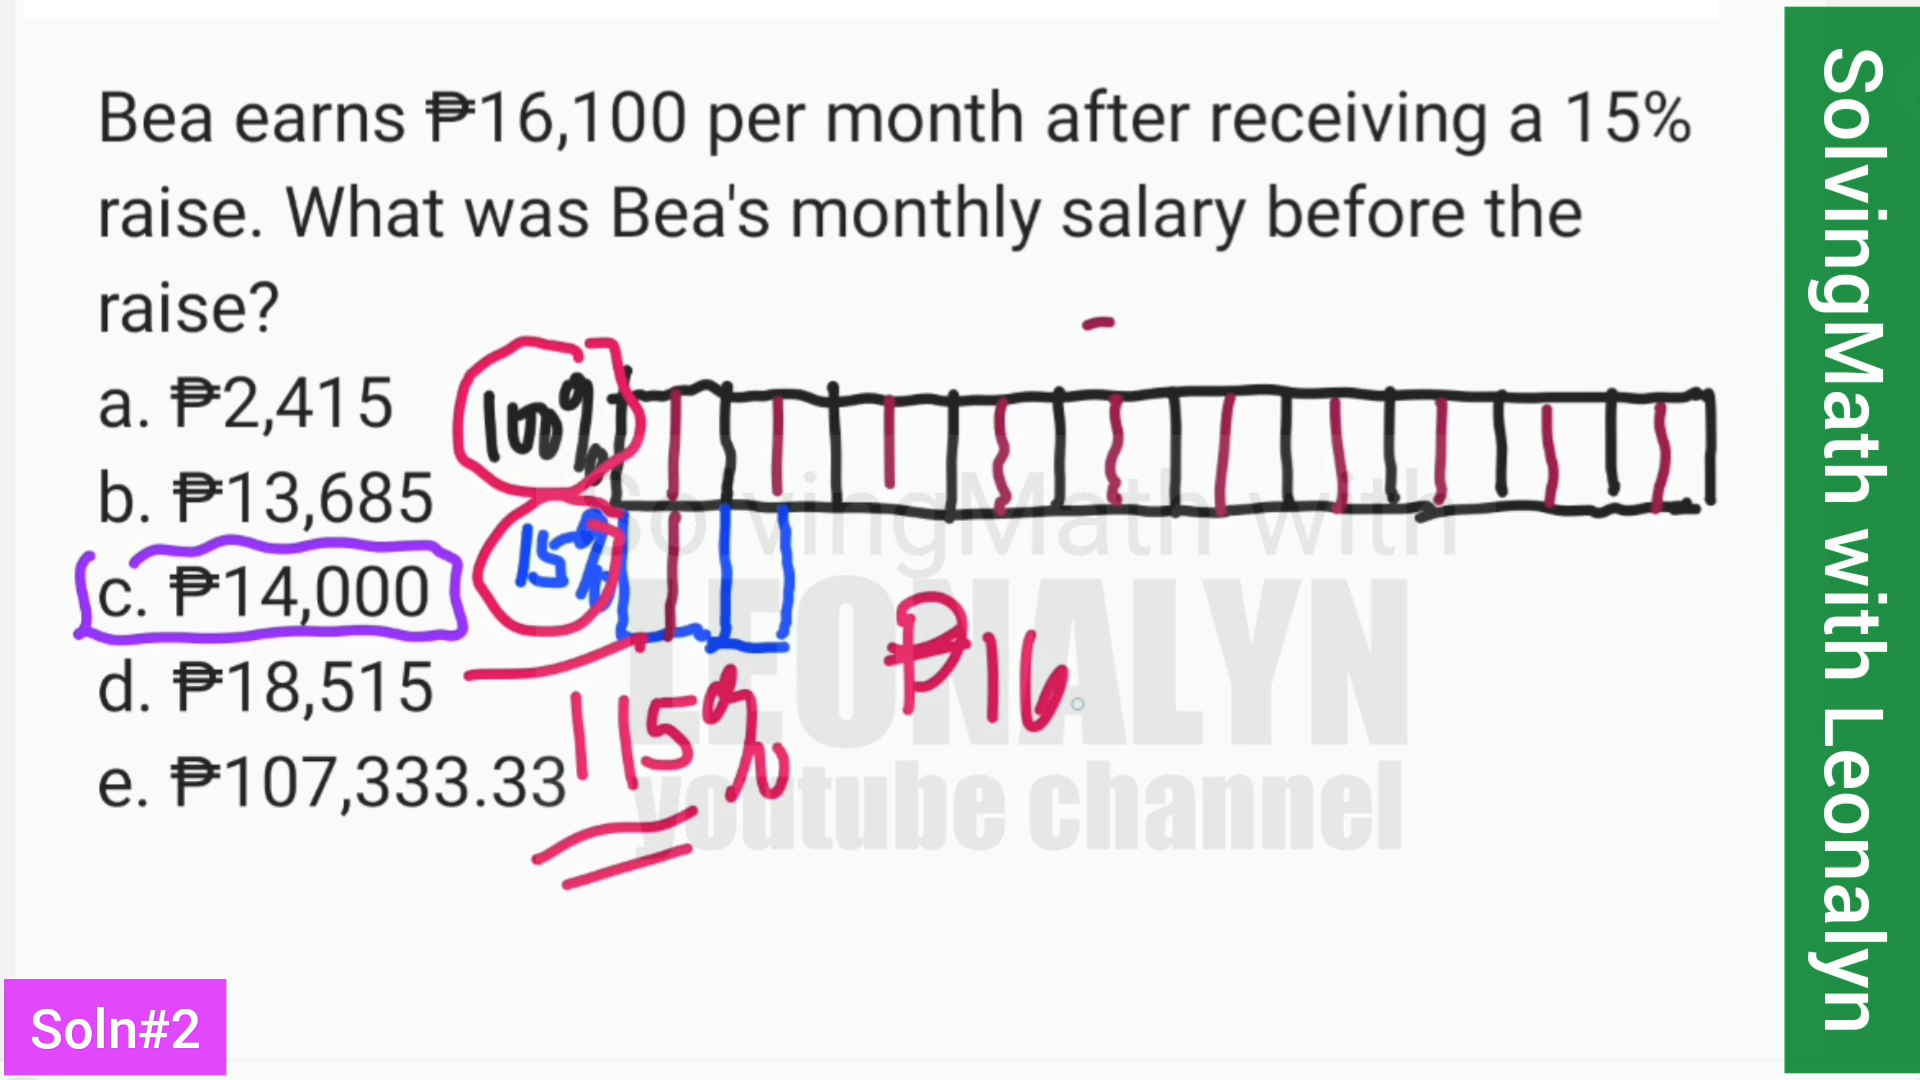 Bea earns ₱16,100 per month after receiving a 15%
raise. What was Bea's monthly salary before the
raise?
a. ₱2,415
b. ₱13,685
c. ₱14,000
d. ₱18,515
e. ₱107,333.33
100%
15%
115%
₱16
SolvingMath with
LEONALYN
youtube channel
Soln#2
SolvingMath with Leonalyn